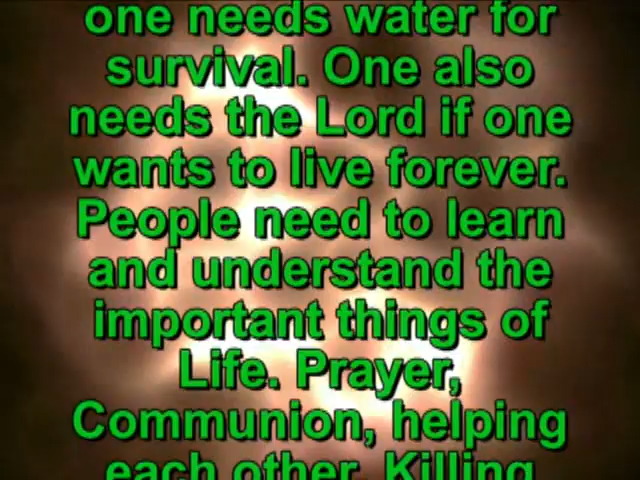 one needs water for
survival. One also
needs the Lord if one
wants to live forever.
People need to learn
and understand the
important things of
Life. Prayer,
Communion, helping
each other. Killing